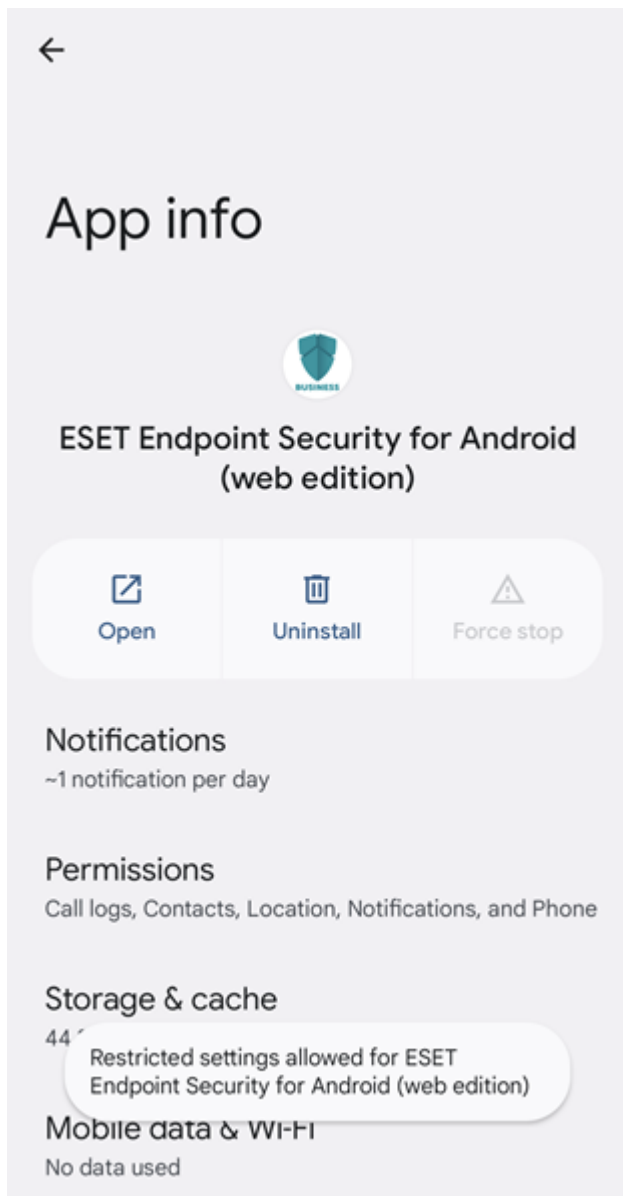 App info
BUSINESS
ESET Endpoint Security for Android
(web edition)
Open
Uninstall
Force stop
Notifications
~1 notification per day
Permissions
Call logs, Contacts, Location, Notifications, and Phone
Storage & cache
44
Restricted settings allowed for ESET
Endpoint Security for Android (web edition)
Mobile data & Wi-Fi
No data used